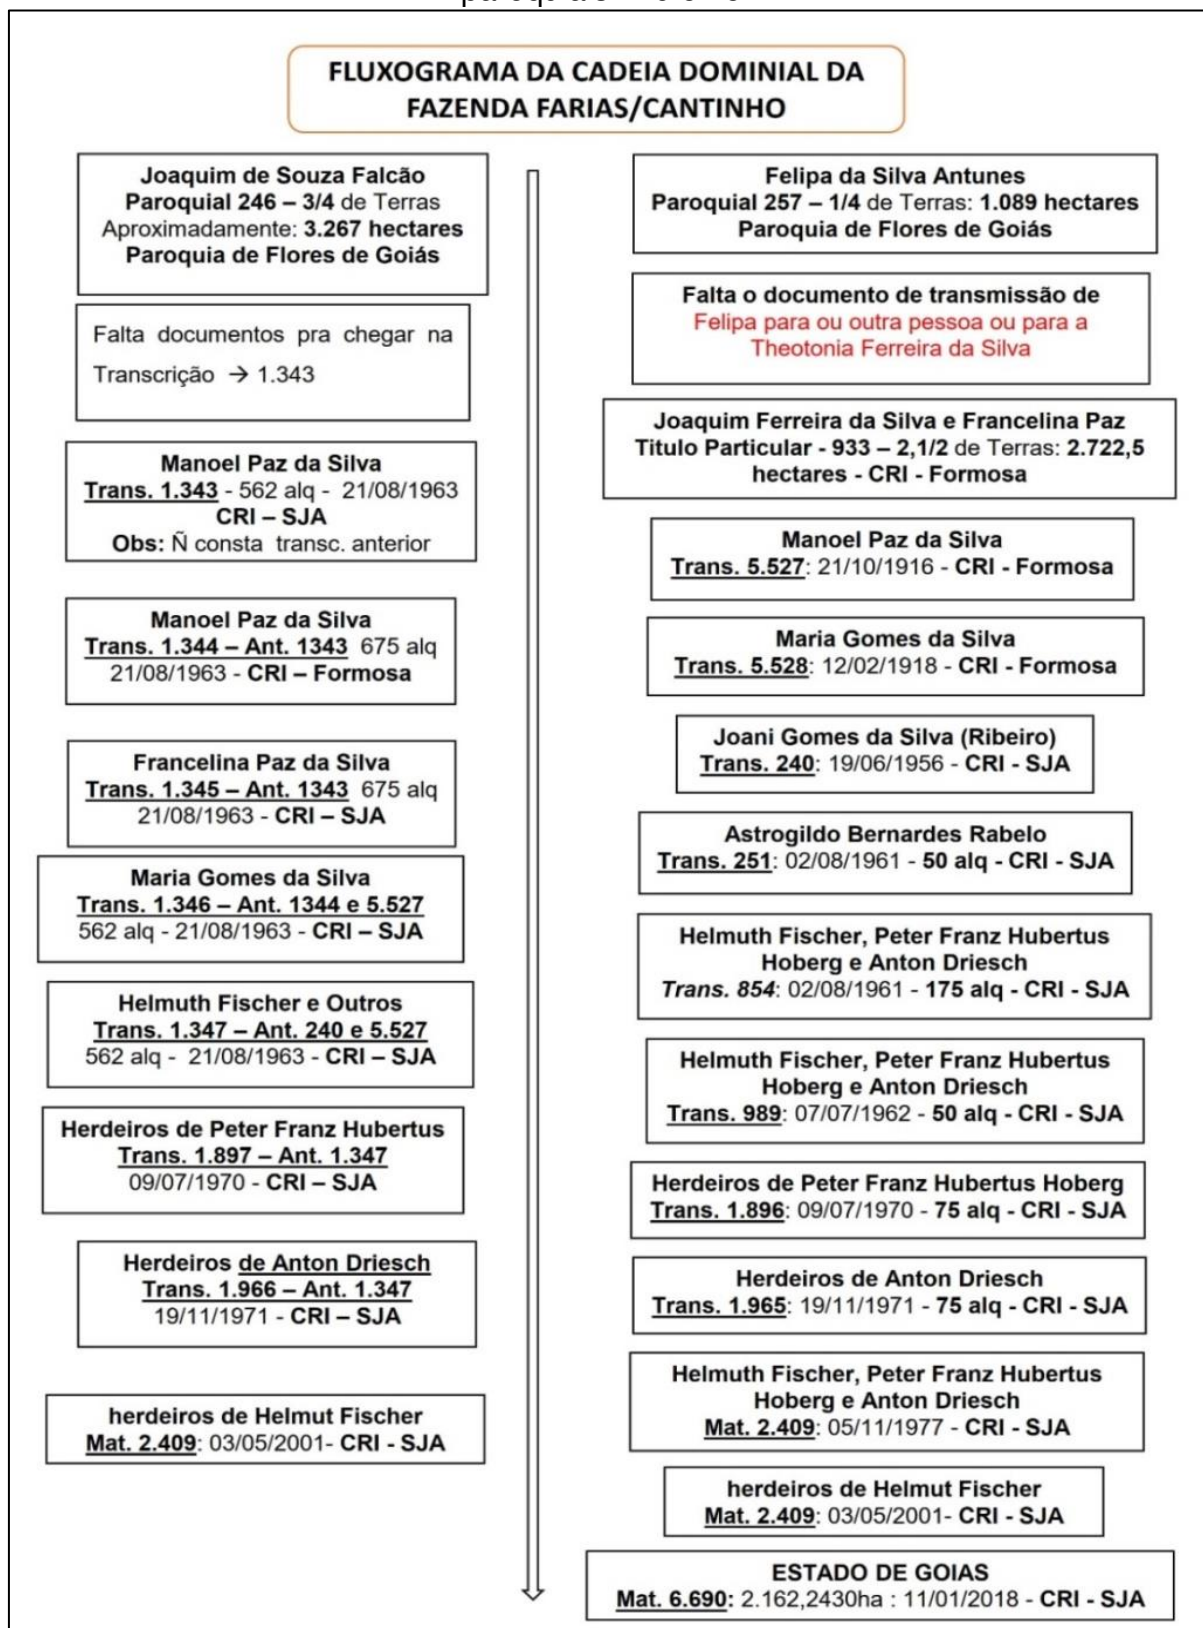 FLUXOGRAMA DA CADEIA DOMINIAL DA
FAZENDA FARIAS/CANTINHO
Joaquim de Souza Falcão
Paroquial 246 – 3/4 de Terras
Aproximadamente: 3.267 hectares
Paroquia de Flores de Goiás
Falta documentos pra chegar na
Transcrição → 1.343
Manoel Paz da Silva
Trans. 1.343 - 562 alq - 21/08/1963
CRI – SJA
Obs: Ñ consta transc. anterior
Manoel Paz da Silva
Trans. 1.344 – Ant. 1343 675 alq
21/08/1963 - CRI – Formosa
Francelina Paz da Silva
Trans. 1.345 – Ant. 1343 675 alq
21/08/1963 - CRI – SJA
Maria Gomes da Silva
Trans. 1.346 – Ant. 1344 e 5.527
562 alq - 21/08/1963 - CRI – SJA
Helmuth Fischer e Outros
Trans. 1.347 – Ant. 240 e 5.527
562 alq - 21/08/1963 - CRI – SJA
Herdeiros de Peter Franz Hubertus
Trans. 1.897 – Ant. 1.347
09/07/1970 - CRI – SJA
Herdeiros de Anton Driesch
Trans. 1.966 – Ant. 1.347
19/11/1971 - CRI – SJA
herdeiros de Helmut Fischer
Mat. 2.409: 03/05/2001- CRI - SJA
Felipa da Silva Antunes
Paroquial 257 – 1/4 de Terras: 1.089 hectares
Paroquia de Flores de Goiás
Falta o documento de transmissão de
Felipa para ou outra pessoa ou para a
Theotonia Ferreira da Silva
Joaquim Ferreira da Silva e Francelina Paz
Titulo Particular - 933 – 2,1/2 de Terras: 2.722,5
hectares - CRI - Formosa
Manoel Paz da Silva
Trans. 5.527: 21/10/1916 - CRI - Formosa
Maria Gomes da Silva
Trans. 5.528: 12/02/1918 - CRI - Formosa
Joani Gomes da Silva (Ribeiro)
Trans. 240: 19/06/1956 - CRI - SJA
Astrogildo Bernardes Rabelo
Trans. 251: 02/08/1961 - 50 alq - CRI - SJA
Helmuth Fischer, Peter Franz Hubertus
Hoberg e Anton Driesch
Trans. 854: 02/08/1961 - 175 alq - CRI - SJA
Helmuth Fischer, Peter Franz Hubertus
Hoberg e Anton Driesch
Trans. 989: 07/07/1962 - 50 alq - CRI - SJA
Herdeiros de Peter Franz Hubertus Hoberg
Trans. 1.896: 09/07/1970 - 75 alq - CRI - SJA
Herdeiros de Anton Driesch
Trans. 1.965: 19/11/1971 - 75 alq - CRI - SJA
Helmuth Fischer, Peter Franz Hubertus
Hoberg e Anton Driesch
Mat. 2.409: 05/11/1977 - CRI - SJA
herdeiros de Helmut Fischer
Mat. 2.409: 03/05/2001- CRI - SJA
ESTADO DE GOIAS
Mat. 6.690: 2.162,2430ha : 11/01/2018 - CRI - SJA